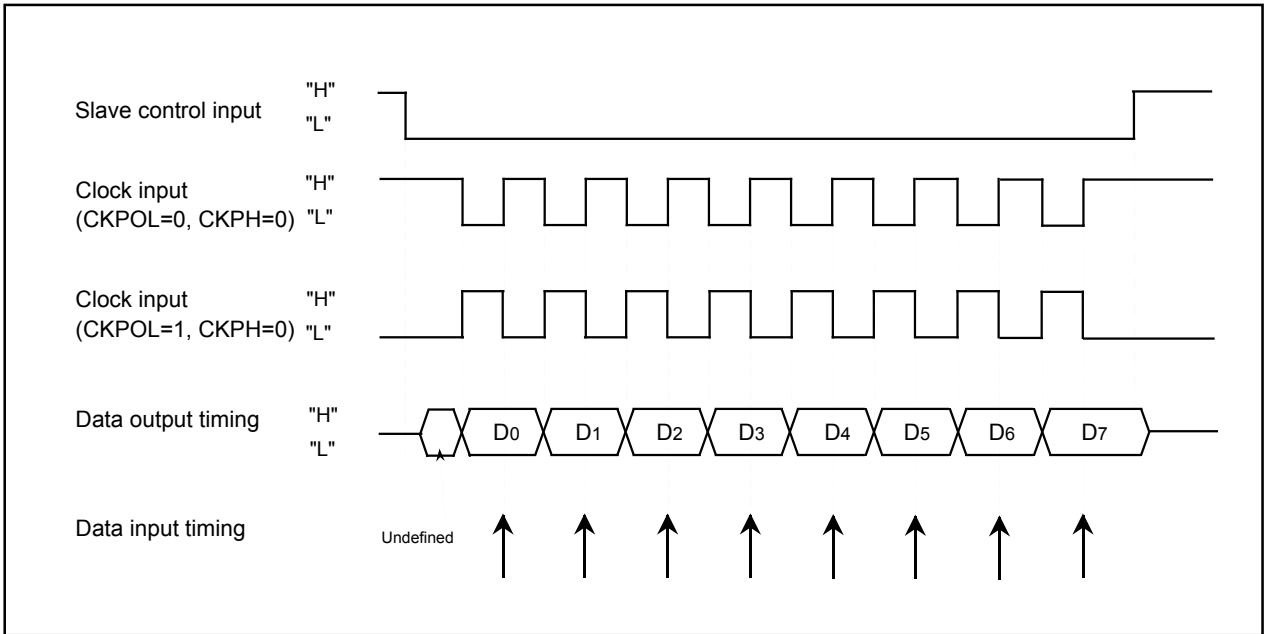 Slave control input "H"
"L"
Clock input "H"
(CKPOL=0, CKPH=0) "L"
Clock input "H"
(CKPOL=1, CKPH=0) "L"
Data output timing "H"
"L"
D0 D1 D2 D3 D4 D5 D6 D7
Data input timing
Undefined